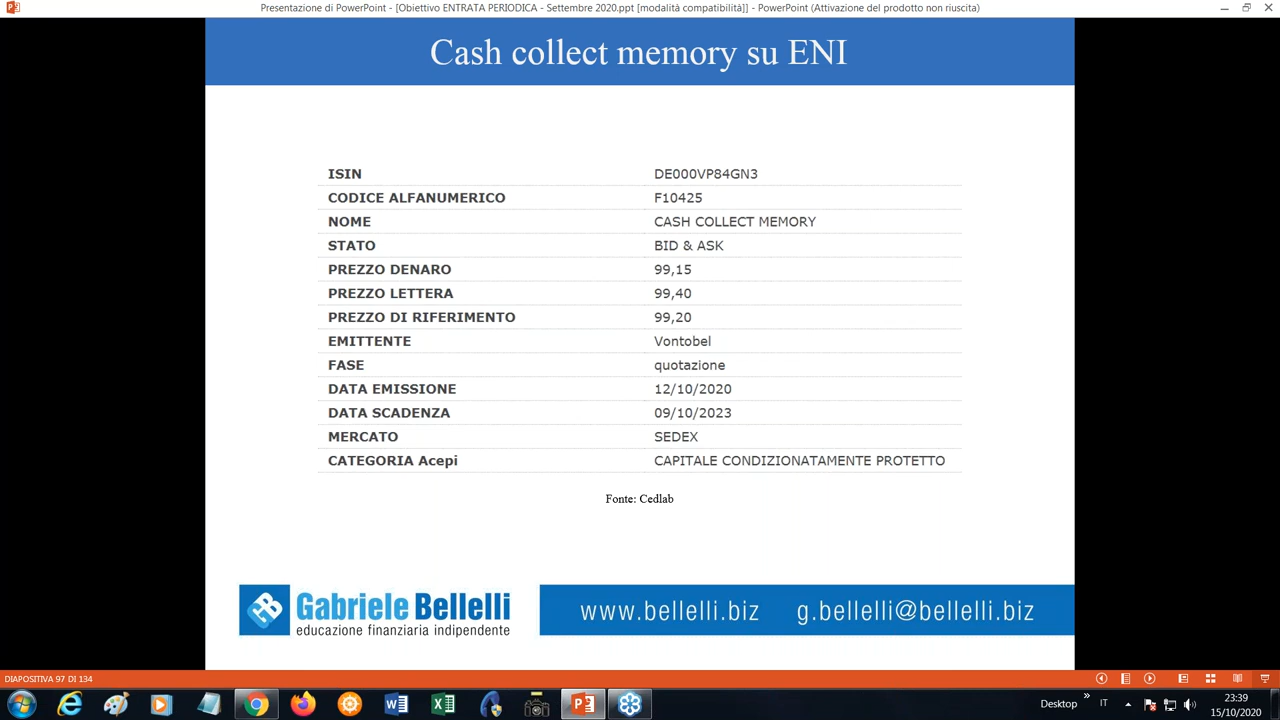 Presentazione di PowerPoint - [Obiettivo ENTRATA PERIODICA - Settembre 2020.ppt [modalità compatibilità]] - PowerPoint (Attivazione del prodotto non riuscita)
Cash collect memory su ENI
ISIN DE000VP84GN3
CODICE ALFANUMERICO F10425
NOME CASH COLLECT MEMORY
STATO BID & ASK
PREZZO DENARO 99,15
PREZZO LETTERA 99,40
PREZZO DI RIFERIMENTO 99,20
EMITTENTE Vontobel
FASE quotazione
DATA EMISSIONE 12/10/2020
DATA SCADENZA 09/10/2023
MERCATO SEDEX
CATEGORIA Acepi CAPITALE CONDIZIONATAMENTE PROTETTO
Fonte: Cedlab
Gabriele Bellelli
educazione finanziaria indipendente
www.bellelli.biz g.bellelli@bellelli.biz
DIAPOSITIVA 97 DI 134
Desktop » IT 23:39
15/10/2020